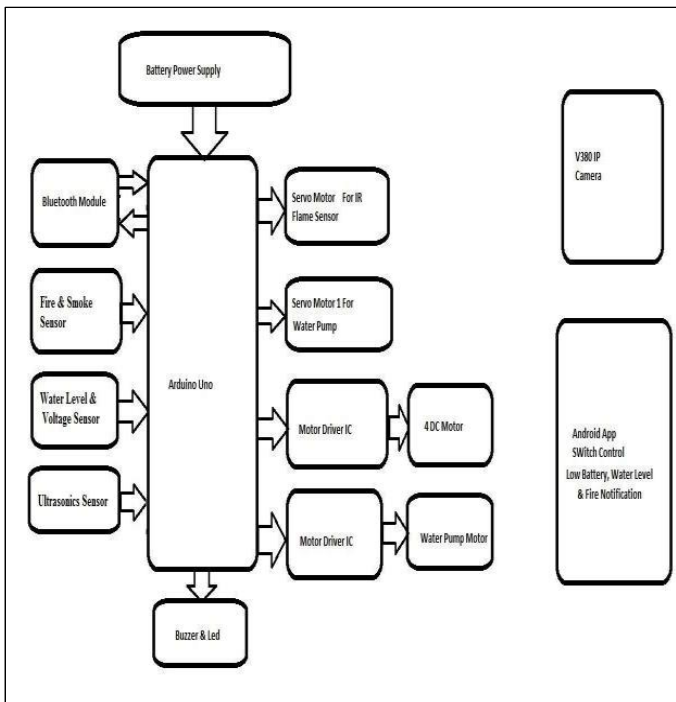 Battery Power Supply
Bluetooth Module
Fire & Smoke
Sensor
Water Level &
Voltage Sensor
Ultrasonics Sensor
Arduino Uno
Servo Motor For IR
Flame Sensor
Servo Motor 1 For
Water Pump
Motor Driver IC
4 DC Motor
Motor Driver IC
Water Pump Motor
Buzzer & Led
V380 IP
Camera
Android App
SWitch Control
Low Battery, Water Level
& Fire Notification